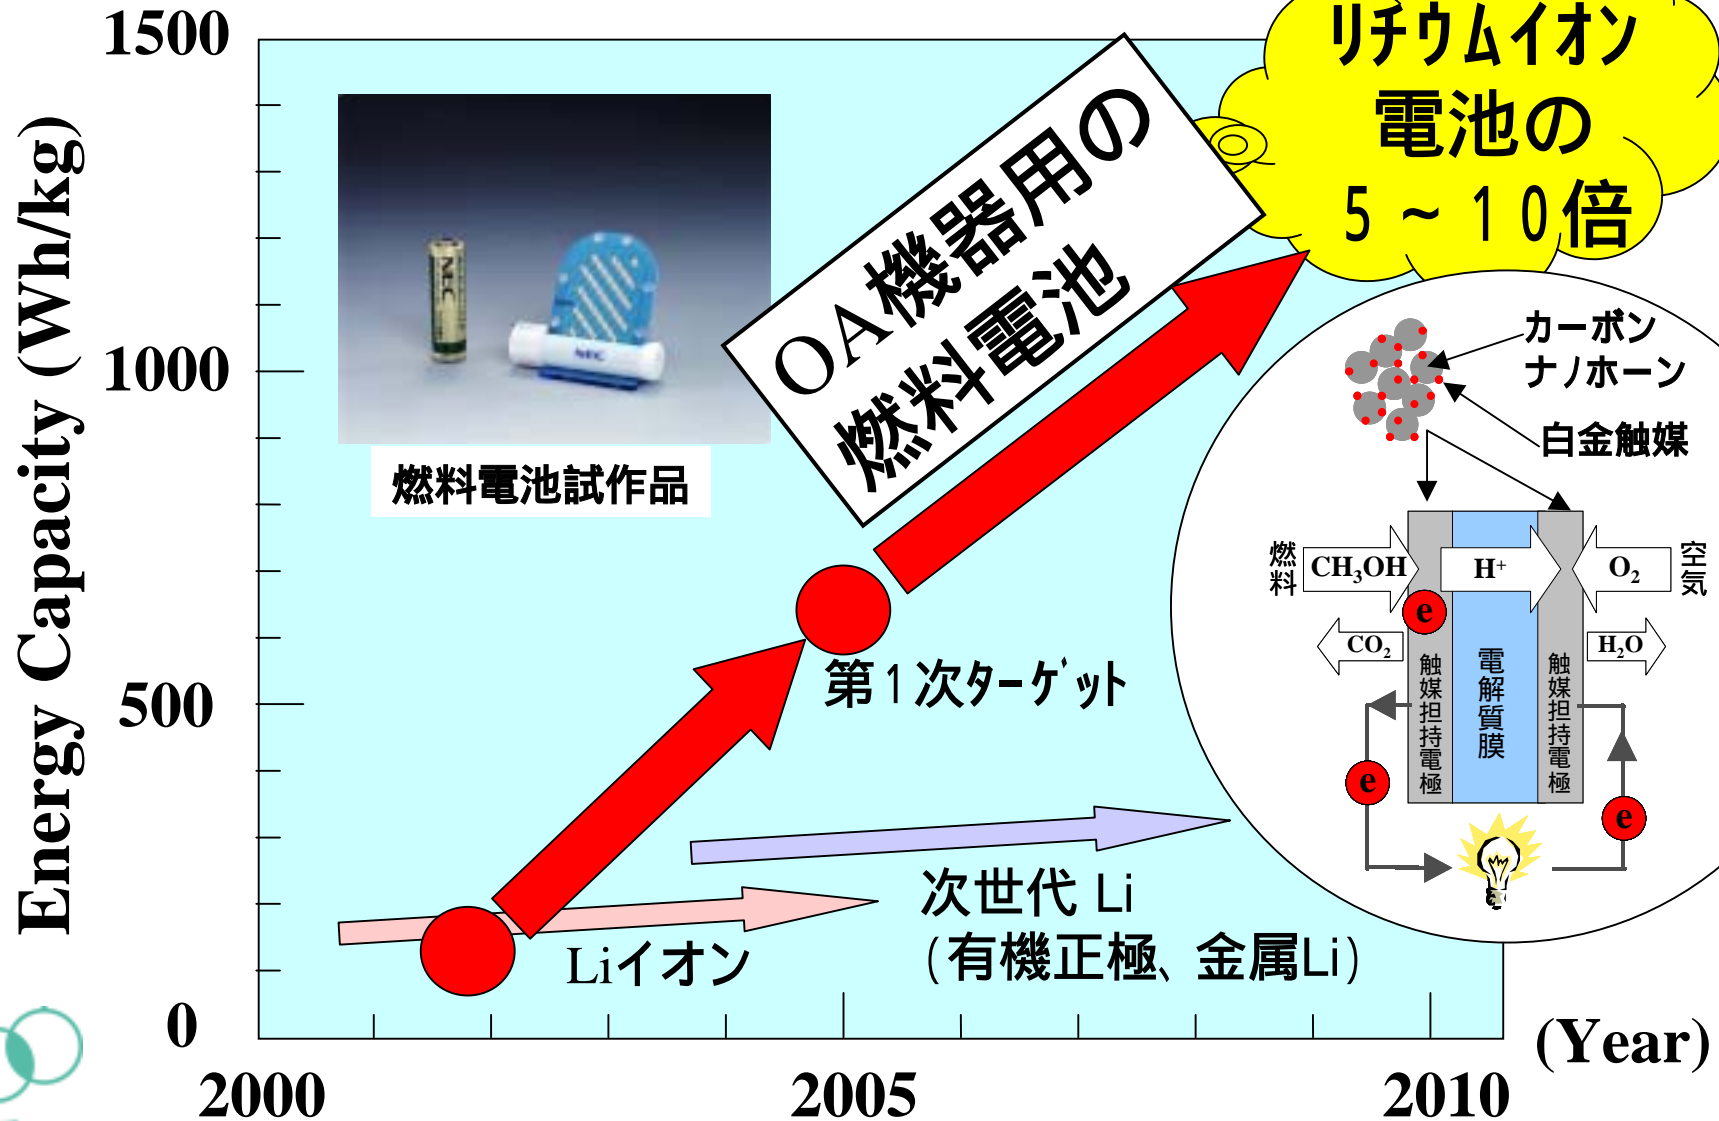 Energy Capacity (Wh/kg)
1500
1000
500
0
2000
2005
2010
(Year)
NEC
NEC
燃料電池試作品
OA機器用の
燃料電池
リチウムイオン
電池の
5～10倍
第1次ターゲット
Liイオン
次世代 Li
(有機正極、金属Li)
カーボン
ナノホーン
白金触媒
燃料
CH₃OH
H⁺
O₂
空気
e
CO₂
H₂O
触媒担持電極
電解質膜
触媒担持電極
e
e